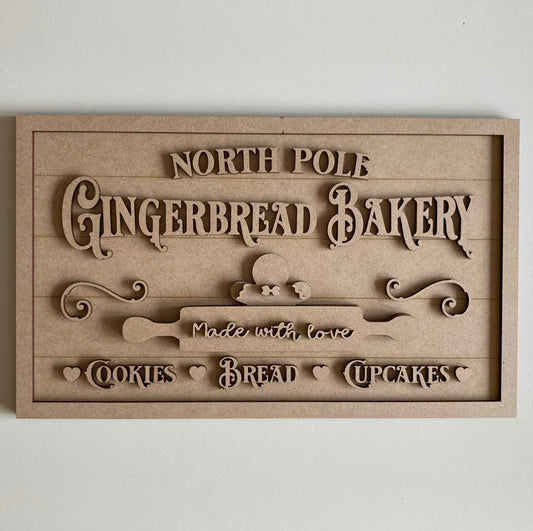 NORTH POLE
GINGERBREAD BAKERY
Made with love
COOKIES BREAD CUPCAKES